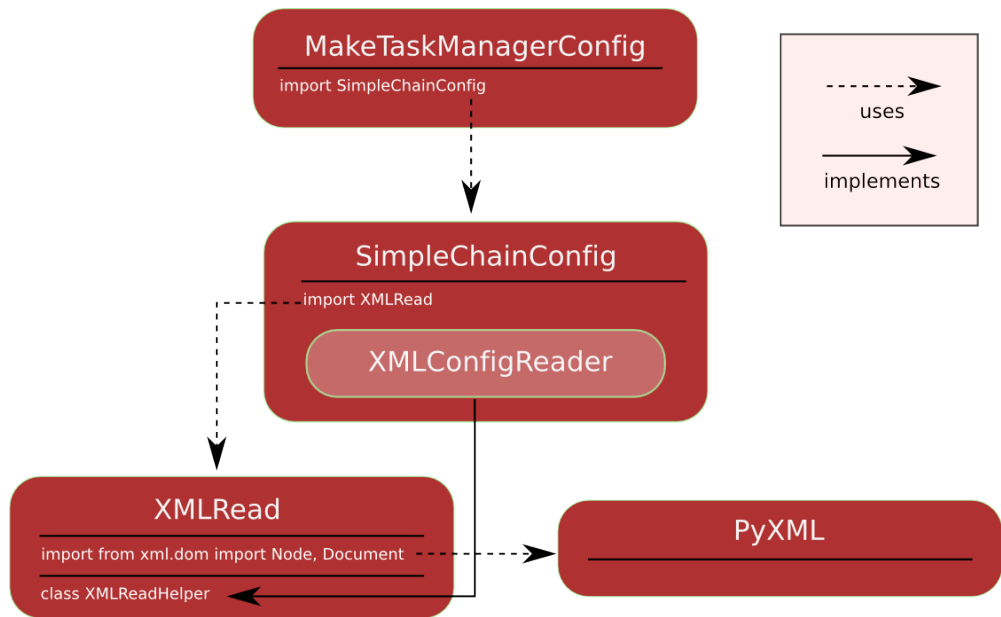 MakeTaskManagerConfig
import SimpleChainConfig
uses
implements
SimpleChainConfig
import XMLRead
XMLConfigReader
XMLRead
import from xml.dom import Node, Document
class XMLReadHelper
PyXML